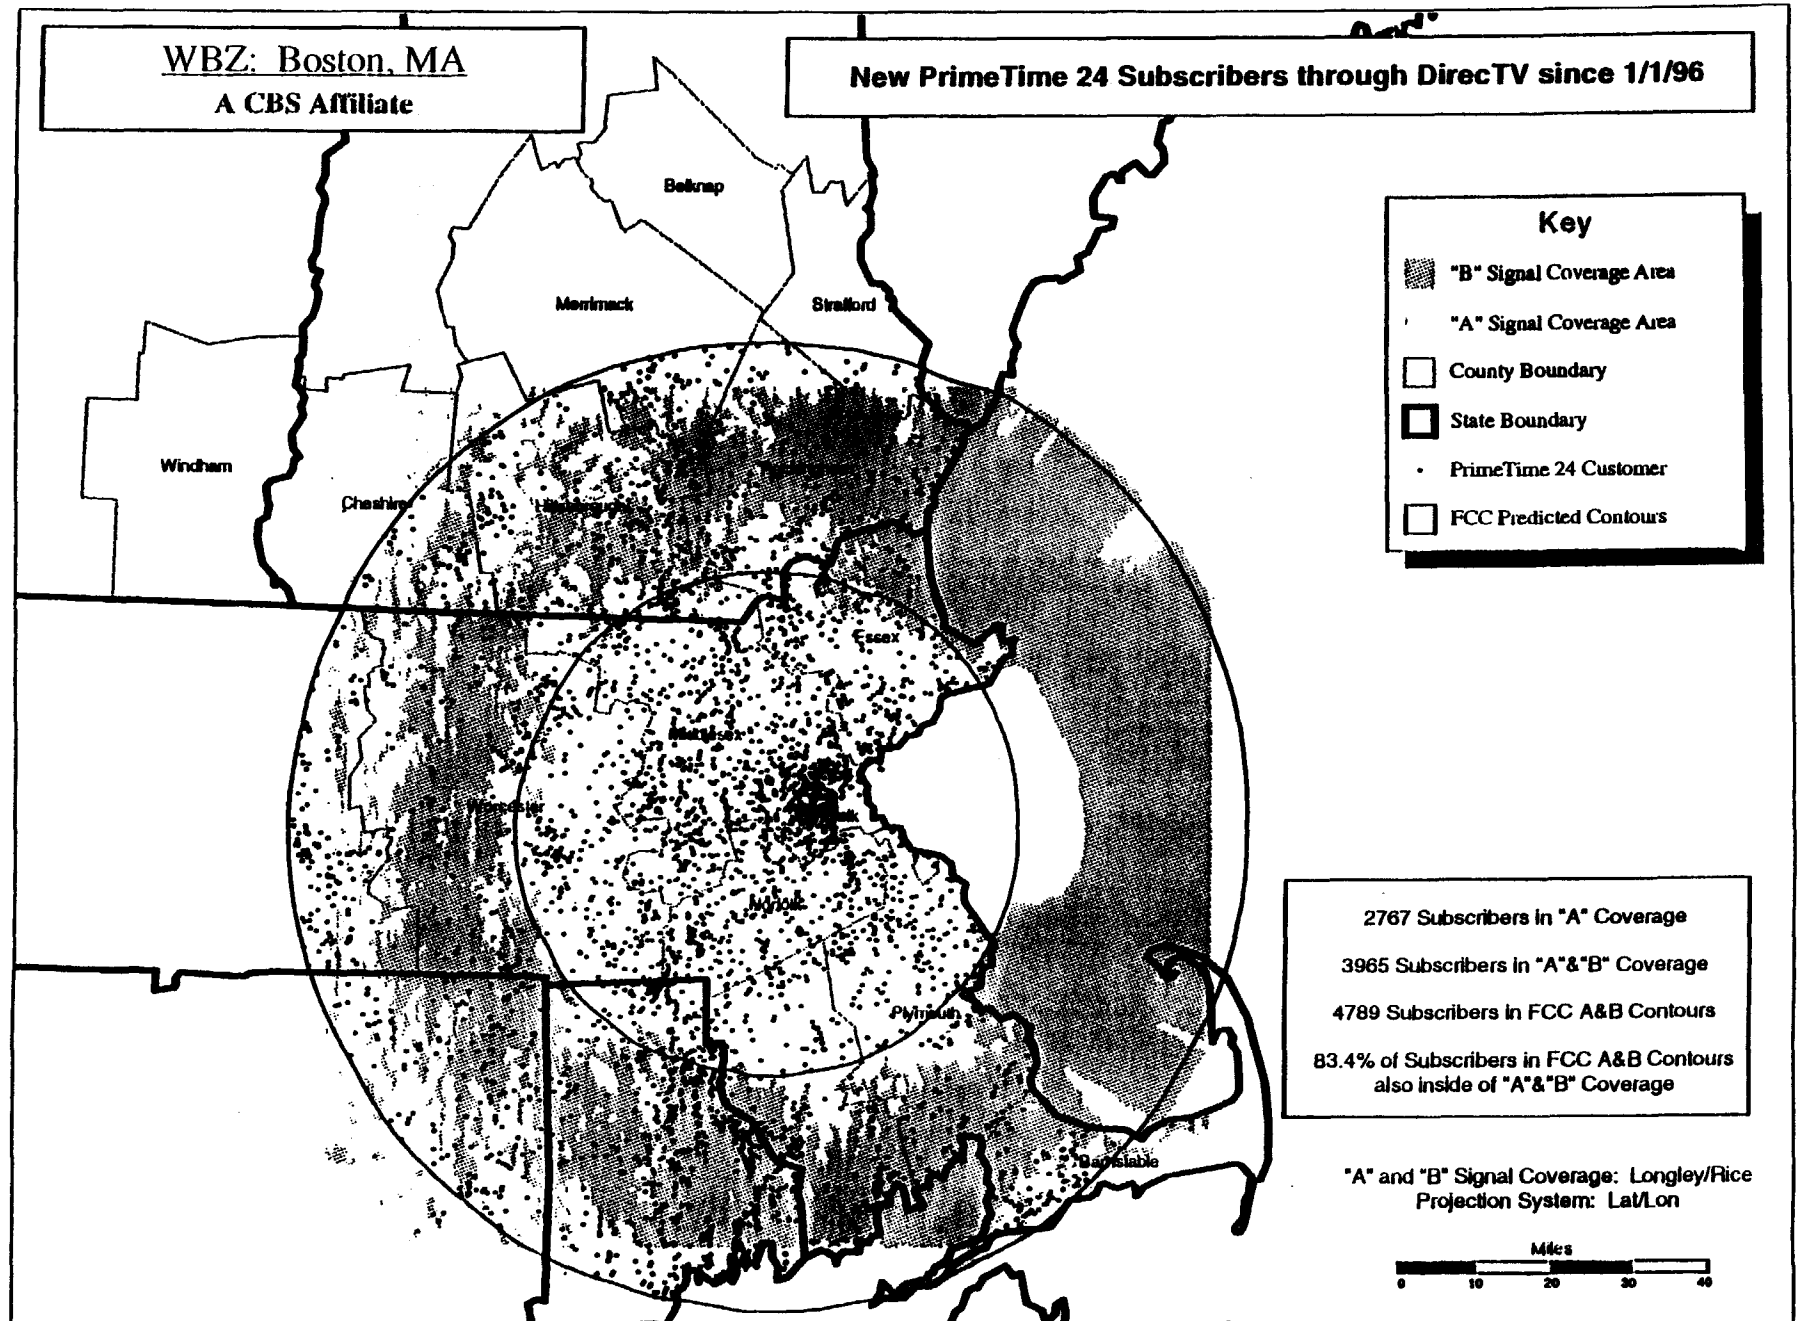 WBZ: Boston, MA
A CBS Affiliate
New PrimeTime 24 Subscribers through DirecTV since 1/1/96
Key
"B" Signal Coverage Area
"A" Signal Coverage Area
County Boundary
State Boundary
PrimeTime 24 Customer
FCC Predicted Contours
Belknap
Merrimack
Strafford
Windham
Cheshire
Essex
Middlesex
Worcester
Norfolk
Plymouth
Barnstable
2767 Subscribers in "A" Coverage
3965 Subscribers in "A"&"B" Coverage
4789 Subscribers in FCC A&B Contours
83.4% of Subscribers in FCC A&B Contours
also inside of "A"&"B" Coverage
"A" and "B" Signal Coverage: Longley/Rice
Projection System: Lat/Lon
Miles
0 10 20 30 40